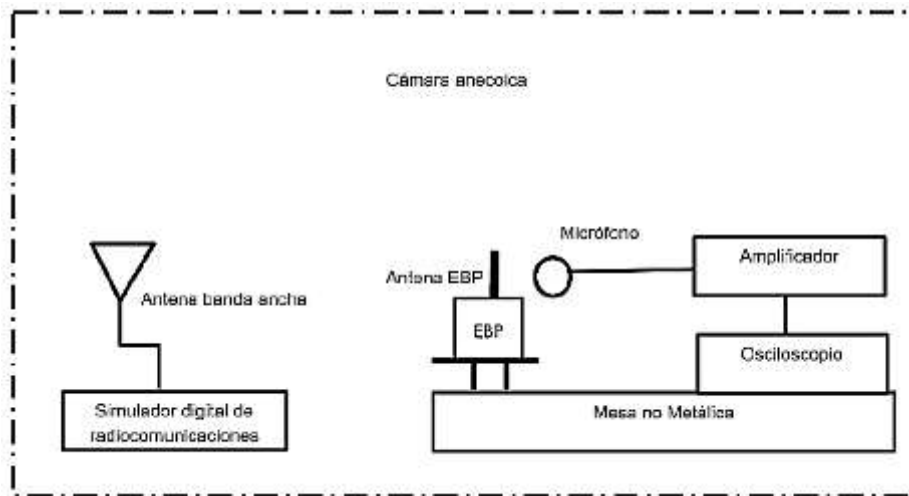 Cámara anecoica
Micrófono
Amplificador
Antena EBP
Antena banda ancha
EBP
Osciloscopio
Simulador digital de
radiocomunicaciones
Mesa no Metálica